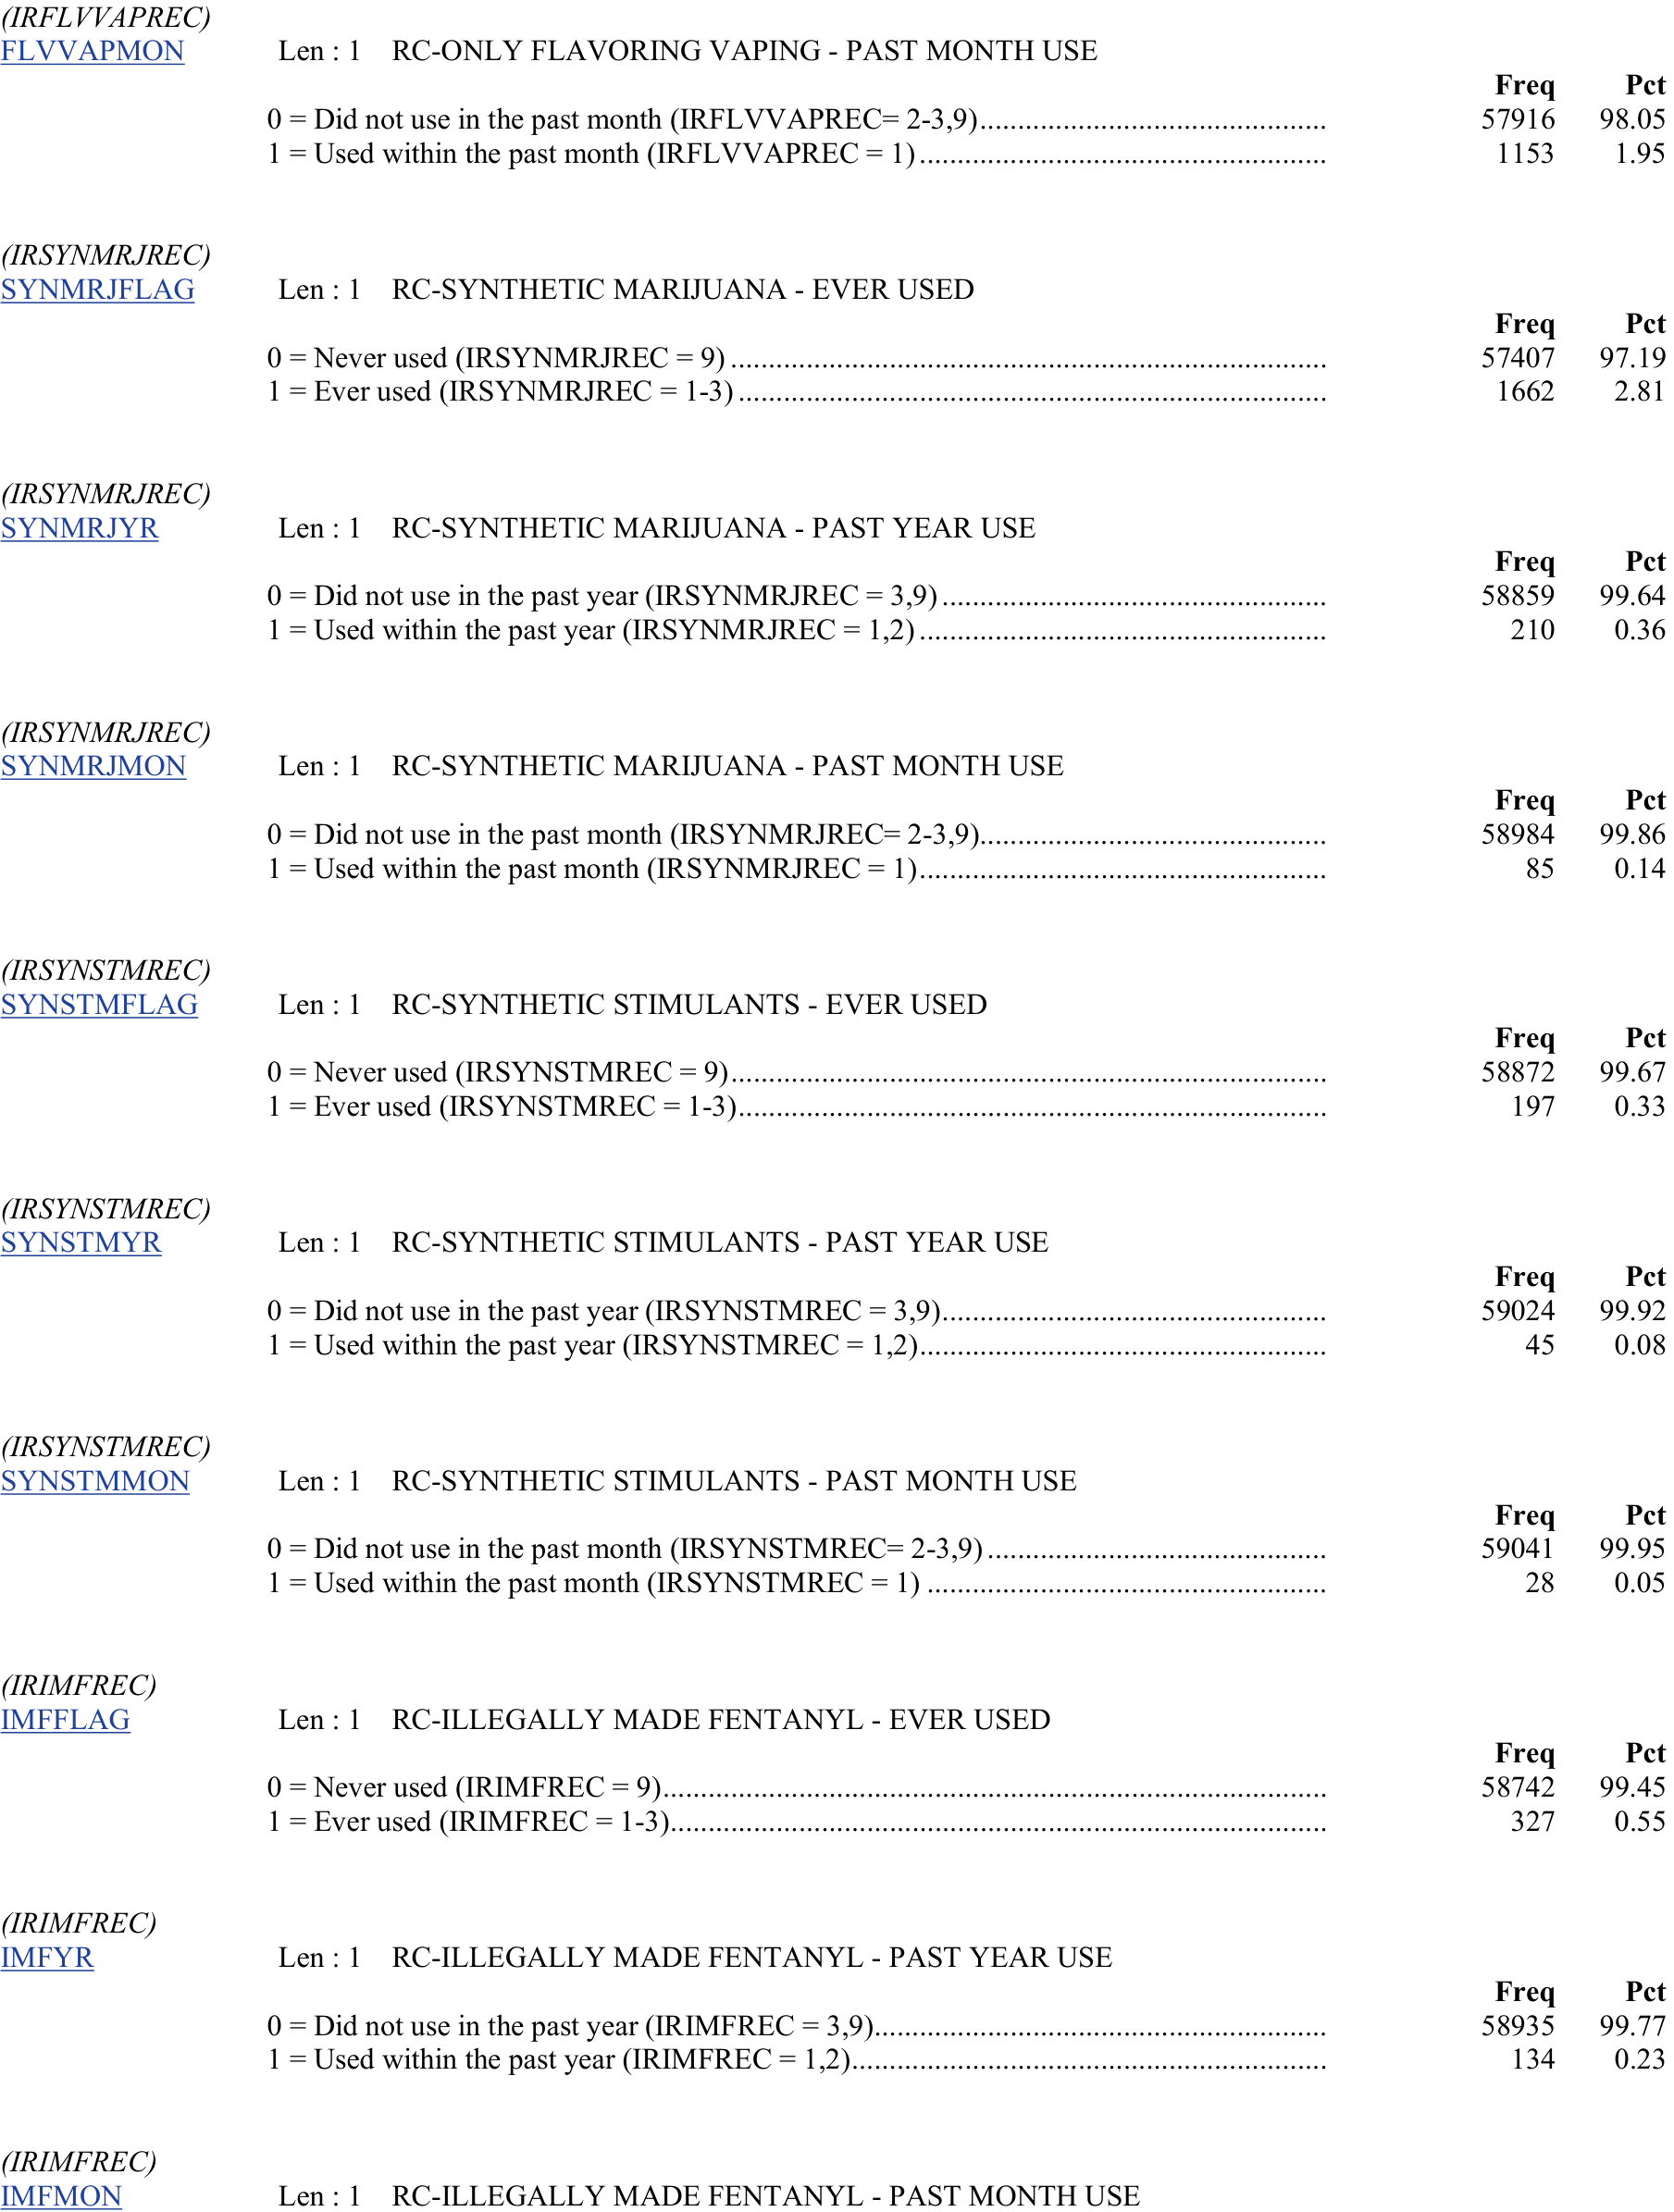 (IRFLVVAPREC)
FLVVAPMON Len : 1 RC-ONLY FLAVORING VAPING - PAST MONTH USE
Freq Pct
0 = Did not use in the past month (IRFLVVAPREC= 2-3,9).............................................. 57916 98.05
1 = Used within the past month (IRFLVVAPREC = 1)...................................................... 1153 1.95
(IRSYNMRJREC)
SYNMRJFLAG Len : 1 RC-SYNTHETIC MARIJUANA - EVER USED
Freq Pct
0 = Never used (IRSYNMRJREC = 9)............................................................................... 57407 97.19
1 = Ever used (IRSYNMRJREC = 1-3).............................................................................. 1662 2.81
(IRSYNMRJREC)
SYNMRJYR Len : 1 RC-SYNTHETIC MARIJUANA - PAST YEAR USE
Freq Pct
0 = Did not use in the past year (IRSYNMRJREC = 3,9)................................................... 58859 99.64
1 = Used within the past year (IRSYNMRJREC = 1,2)...................................................... 210 0.36
(IRSYNMRJREC)
SYNMRJMON Len : 1 RC-SYNTHETIC MARIJUANA - PAST MONTH USE
Freq Pct
0 = Did not use in the past month (IRSYNMRJREC= 2-3,9).............................................. 58984 99.86
1 = Used within the past month (IRSYNMRJREC = 1)...................................................... 85 0.14
(IRSYNSTMREC)
SYNSTMFLAG Len : 1 RC-SYNTHETIC STIMULANTS - EVER USED
Freq Pct
0 = Never used (IRSYNSTMREC = 9)............................................................................... 58872 99.67
1 = Ever used (IRSYNSTMREC = 1-3).............................................................................. 197 0.33
(IRSYNSTMREC)
SYNSTMYR Len : 1 RC-SYNTHETIC STIMULANTS - PAST YEAR USE
Freq Pct
0 = Did not use in the past year (IRSYNSTMREC = 3,9)................................................... 59024 99.92
1 = Used within the past year (IRSYNSTMREC = 1,2)...................................................... 45 0.08
(IRSYNSTMREC)
SYNSTMMON Len : 1 RC-SYNTHETIC STIMULANTS - PAST MONTH USE
Freq Pct
0 = Did not use in the past month (IRSYNSTMREC= 2-3,9)............................................. 59041 99.95
1 = Used within the past month (IRSYNSTMREC = 1) ..................................................... 28 0.05
(IRIMFREC)
IMFFLAG Len : 1 RC-ILLEGALLY MADE FENTANYL - EVER USED
Freq Pct
0 = Never used (IRIMFREC = 9)........................................................................................ 58742 99.45
1 = Ever used (IRIMFREC = 1-3)....................................................................................... 327 0.55
(IRIMFREC)
IMFYR Len : 1 RC-ILLEGALLY MADE FENTANYL - PAST YEAR USE
Freq Pct
0 = Did not use in the past year (IRIMFREC = 3,9)............................................................ 58935 99.77
1 = Used within the past year (IRIMFREC = 1,2)............................................................... 134 0.23
(IRIMFREC)
IMFMON Len : 1 RC-ILLEGALLY MADE FENTANYL - PAST MONTH USE